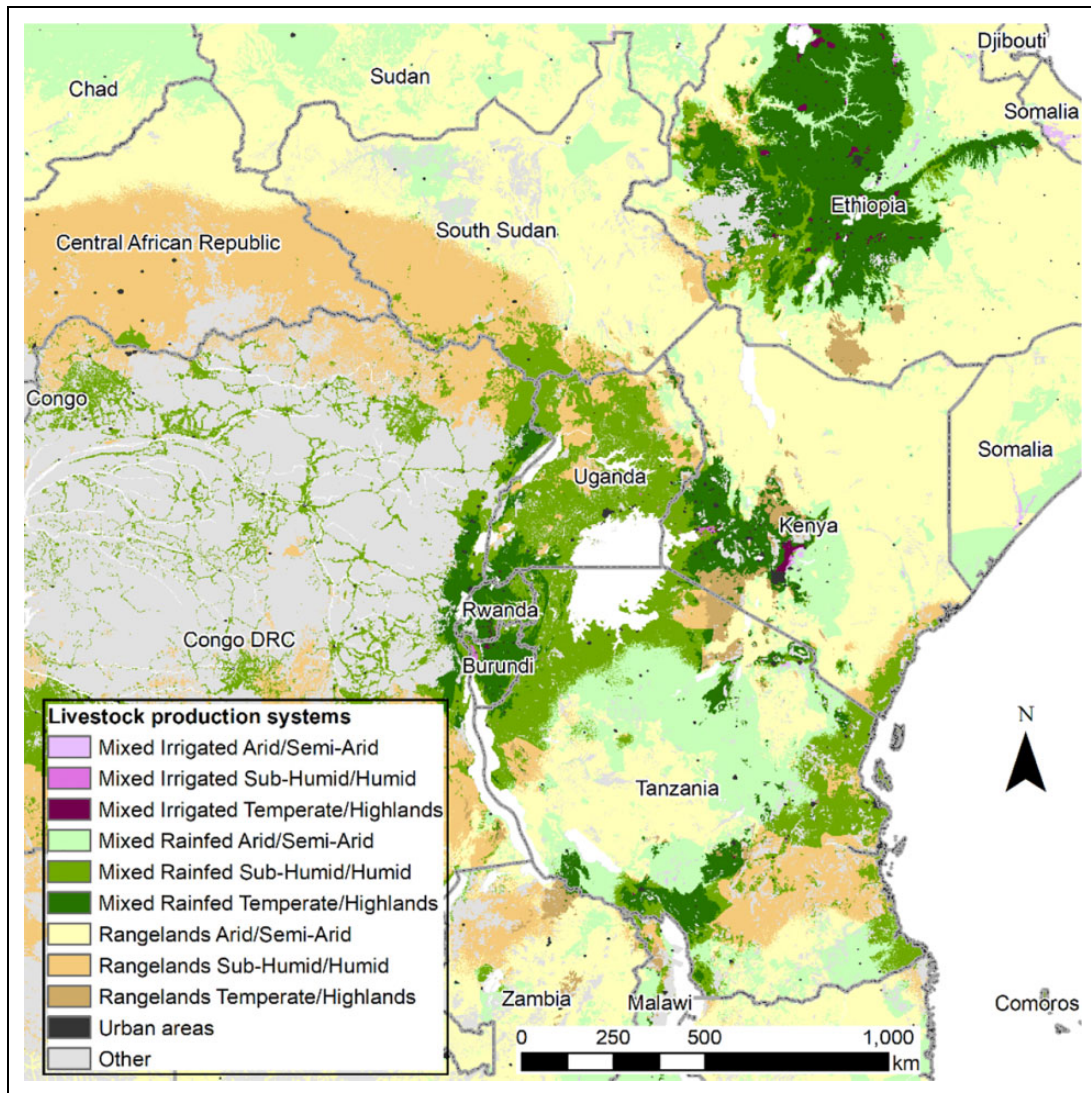 Djibouti
Chad
Sudan
Somalia
Ethiopia
Central African Republic
South Sudan
Congo
Somalia
Uganda
Kenya
Rwanda
Congo DRC
Burundi
Livestock production systems
Mixed Irrigated Arid/Semi-Arid
Mixed Irrigated Sub-Humid/Humid
Mixed Irrigated Temperate/Highlands
Mixed Rainfed Arid/Semi-Arid
Mixed Rainfed Sub-Humid/Humid
Mixed Rainfed Temperate/Highlands
Rangelands Arid/Semi-Arid
Rangelands Sub-Humid/Humid
Rangelands Temperate/Highlands
Urban areas
Other
N
Tanzania
Zambia
Malawi
Comoros
0 250 500 1,000
km